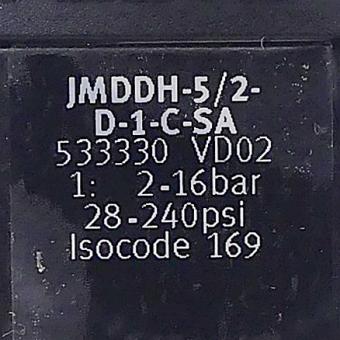 JMDDH-5/2-
D-1-C-SA
533330 VD02
1: 2-16bar
28-240psi
Isocode 169